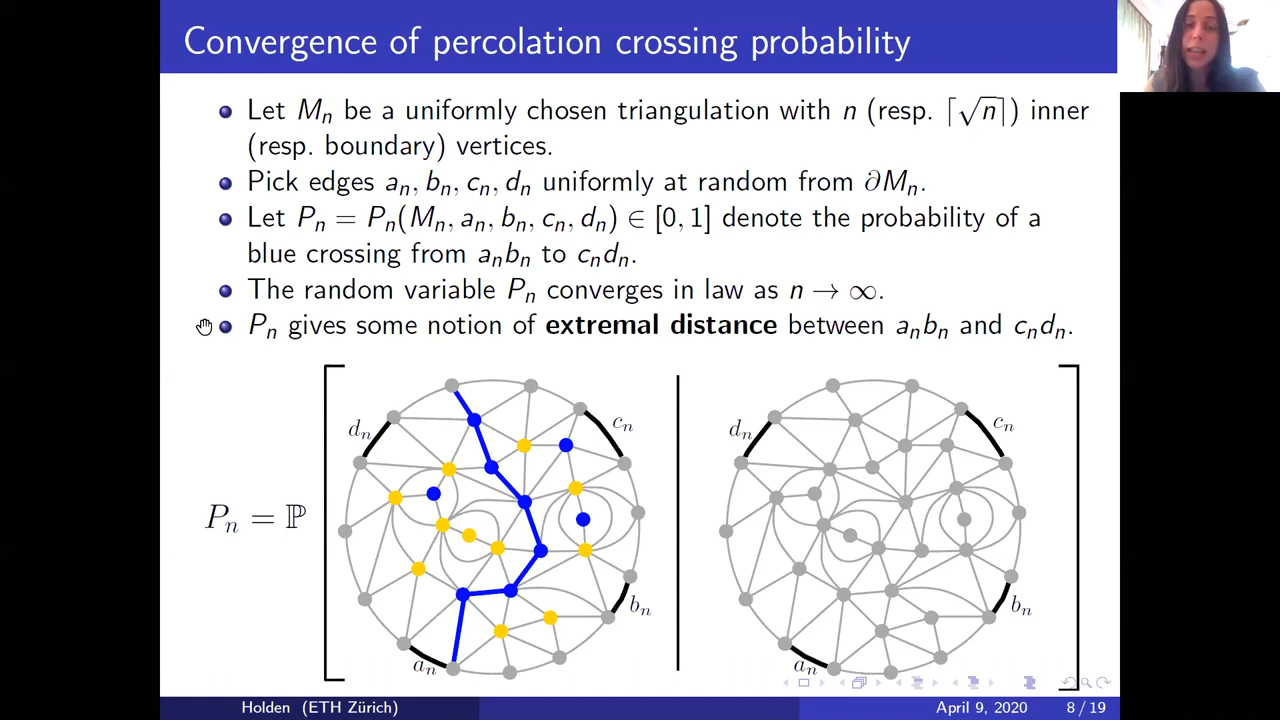 Convergence of percolation crossing probability
Let Mₙ be a uniformly chosen triangulation with n (resp. ⌈√n⌉) inner
(resp. boundary) vertices.
Pick edges aₙ, bₙ, cₙ, dₙ uniformly at random from ∂Mₙ.
Let Pₙ = Pₙ(Mₙ, aₙ, bₙ, cₙ, dₙ) ∈ [0, 1] denote the probability of a
blue crossing from aₙbₙ to cₙdₙ.
The random variable Pₙ converges in law as n → ∞.
Pₙ gives some notion of extremal distance between aₙbₙ and cₙdₙ.
Pₙ = ℙ
dₙ
cₙ
bₙ
aₙ
dₙ
cₙ
bₙ
aₙ
Holden (ETH Zürich)
April 9, 2020
8 / 19